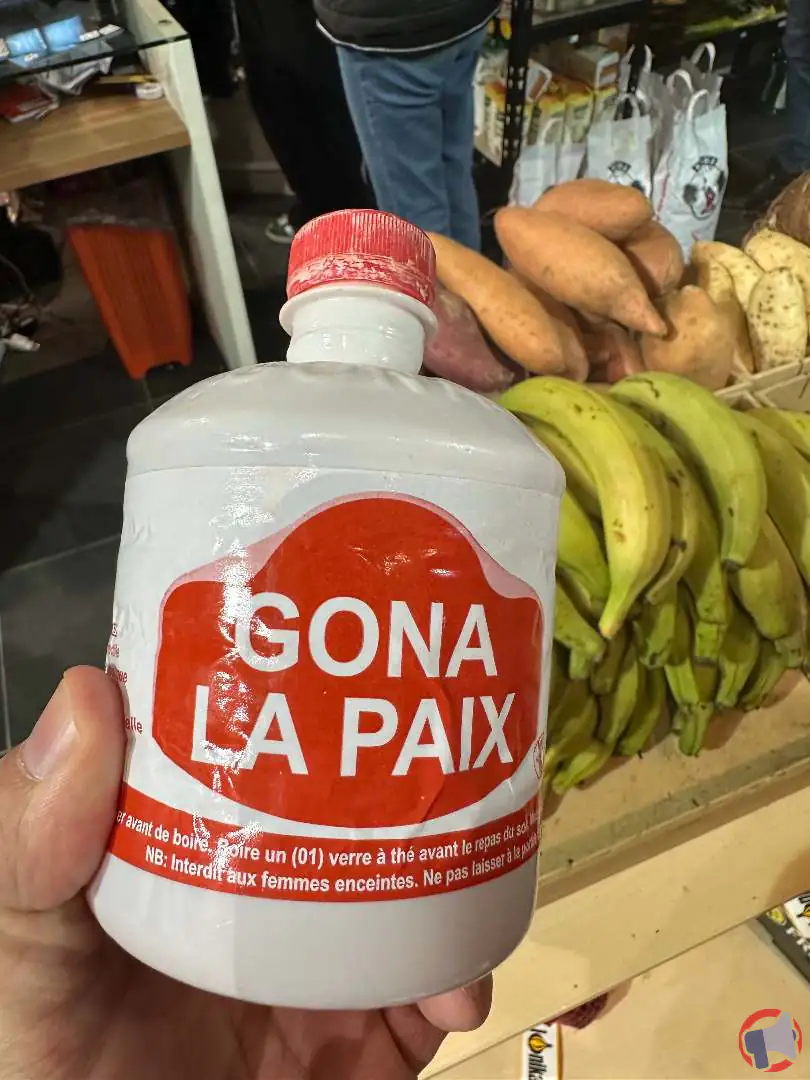 GONA
LA PAIX
avant de boire. Boire un (01) verre à thé avant le repas du soir.
NB: Interdit aux femmes enceintes. Ne pas laisser à la